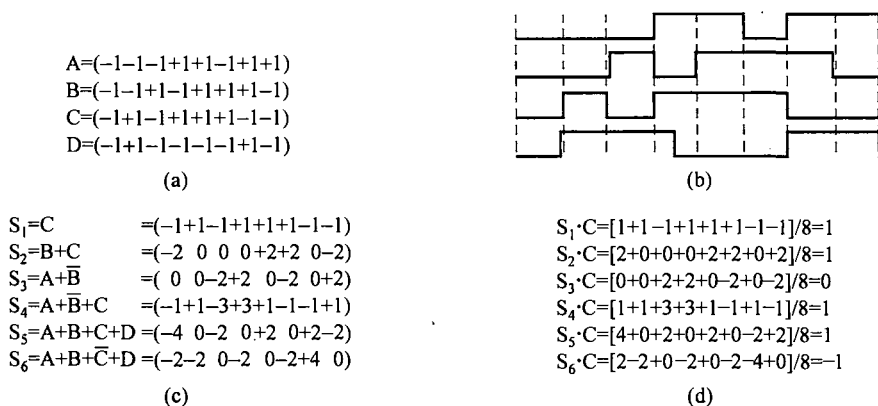 A=(−1−1−1+1+1−1+1+1)
B=(−1−1+1−1+1+1+1−1)
C=(−1+1−1+1+1+1−1−1)
D=(−1+1−1−1−1−1+1−1)
(a)
(b)
S₁=C =(−1+1−1+1+1+1−1−1)
S₂=B+C =(−2 0 0 0+2+2 0−2)
S₃=A+B̅ =( 0 0−2+2 0−2 0+2)
S₄=A+B̅+C =(−1+1−3+3+1−1−1+1)
S₅=A+B+C+D =(−4 0−2 0+2 0+2−2)
S₆=A+B+C̅+D =(−2−2 0−2 0−2+4 0)
(c)
S₁·C=[1+1−1+1+1+1−1−1]/8=1
S₂·C=[2+0+0+0+2+2+0+2]/8=1
S₃·C=[0+0+2+2+0−2+0−2]/8=0
S₄·C=[1+1+3+3+1−1+1−1]/8=1
S₅·C=[4+0+2+0+2+0−2+2]/8=1
S₆·C=[2−2+0−2+0−2−4+0]/8=−1
(d)